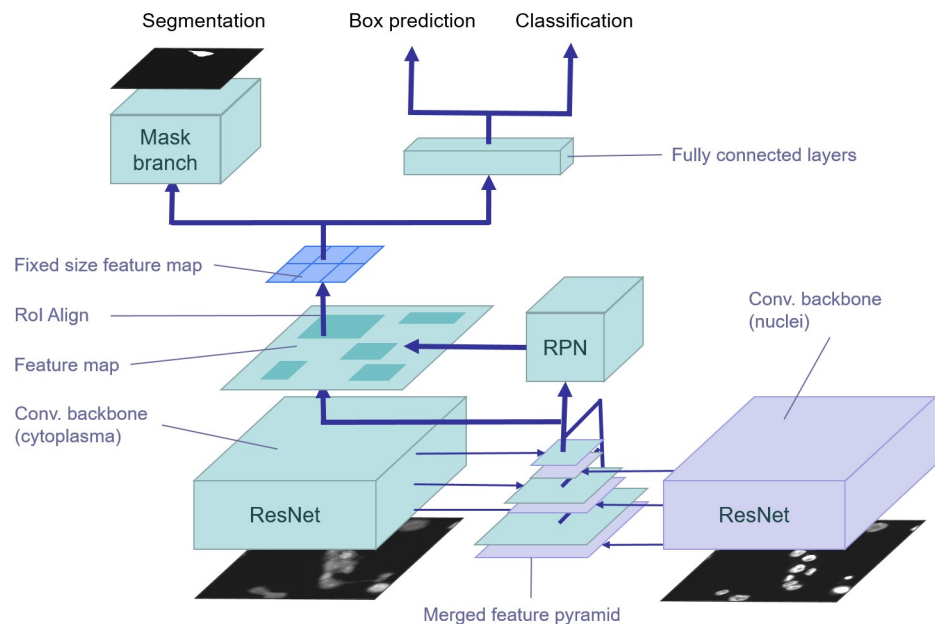 Segmentation
Box prediction
Classification
Mask
branch
Fully connected layers
Fixed size feature map
RoI Align
Feature map
RPN
Conv. backbone
(nuclei)
Conv. backbone
(cytoplasma)
ResNet
ResNet
Merged feature pyramid